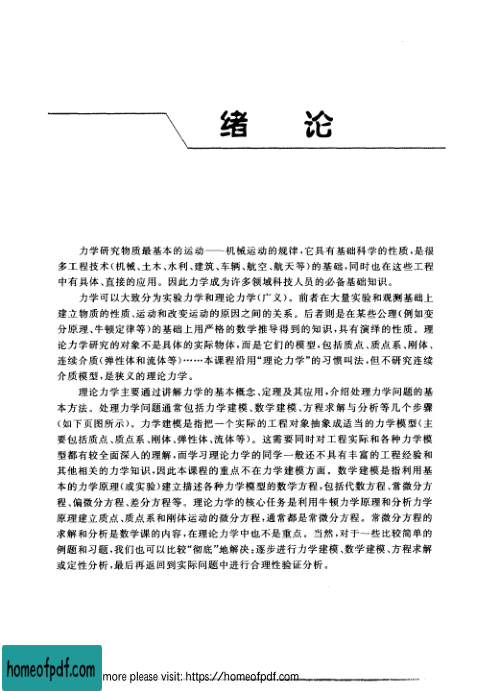 绪 论
力学研究物质最基本的运动——机械运动的规律,它具有基础科学的性质,是很
多工程技术(机械、土木、水利、建筑、车辆、航空、航天等)的基础,同时也在这些工程
中有具体、直接的应用。因此力学成为许多领域科技人员的必备基础知识。
力学可以大致分为实验力学和理论力学(广义)。前者在大量实验和观测基础上
建立物质的性质、运动和改变运动的原因之间的关系。后者则是在某些公理(例如变
分原理、牛顿定律等)的基础上用严格的数学推导得到的知识,具有演绎的性质。理
论力学研究的对象不是具体的实际物体,而是它们的模型,包括质点、质点系、刚体、
连续介质(弹性体和流体等)……本课程沿用“理论力学”的习惯叫法,但不研究连续
介质模型,是狭义的理论力学。
理论力学主要通过讲解力学的基本概念、定理及其应用,介绍处理力学问题的基
本方法。处理力学问题通常包括力学建模、数学建模、方程求解与分析等几个步骤
(如下页图所示)。力学建模是指把一个实际的工程对象抽象成适当的力学模型(主
要包括质点、质点系、刚体、弹性体、流体等)。这需要同时对工程实际和各种力学模
型都有较全面深入的理解,而学习理论力学的同学一般还不具有丰富的工程经验和
其他相关的力学知识,因此本课程的重点不在力学建模方面。数学建模是指利用基
本的力学原理(或实验)建立描述各种力学模型的数学方程,包括代数方程、常微分方
程、偏微分方程、差分方程等。理论力学的核心任务是利用牛顿力学原理和分析力学
原理建立质点、质点系和刚体运动的微分方程,通常都是常微分方程。常微分方程的
求解和分析是数学课的内容,在理论力学中也不是重点。当然,对于一些比较简单的
例题和习题,我们也可以比较“彻底”地解决:逐步进行力学建模、数学建模、方程求解
或定性分析,最后再返回到实际问题中进行合理性验证分析。
homeofpdf.com
more please visit: https://homeofpdf.com